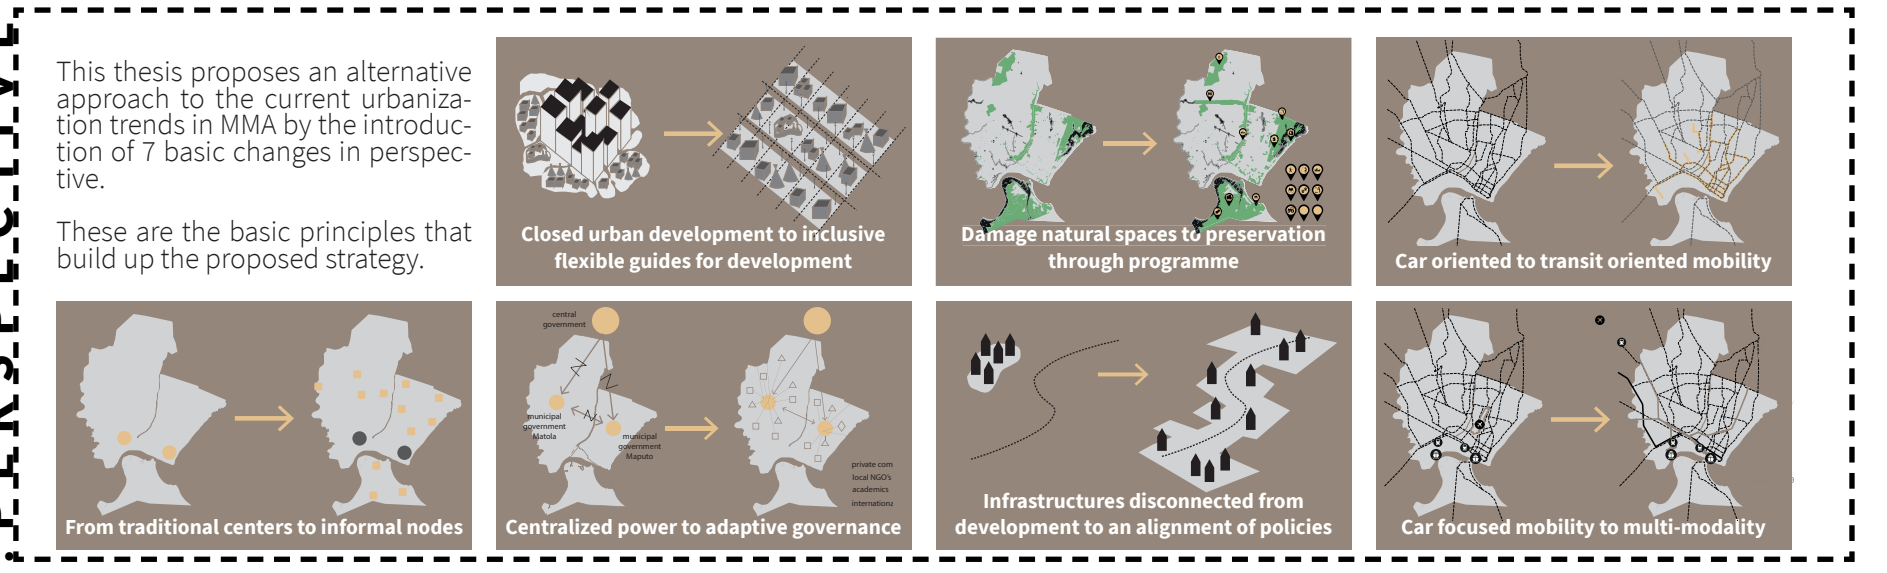 This thesis proposes an alternative
approach to the current urbaniza-
tion trends in MMA by the introduc-
tion of 7 basic changes in perspec-
tive.
These are the basic principles that
build up the proposed strategy.
Closed urban development to inclusive
flexible guides for development
Damage natural spaces to preservation
through programme
Car oriented to transit oriented mobility
From traditional centers to informal nodes
central
government
municipal
government
Matola
municipal
government
Maputo
private com
local NGO's
academics
internationa
Centralized power to adaptive governance
Infrastructures disconnected from
development to an alignment of policies
Car focused mobility to multi-modality